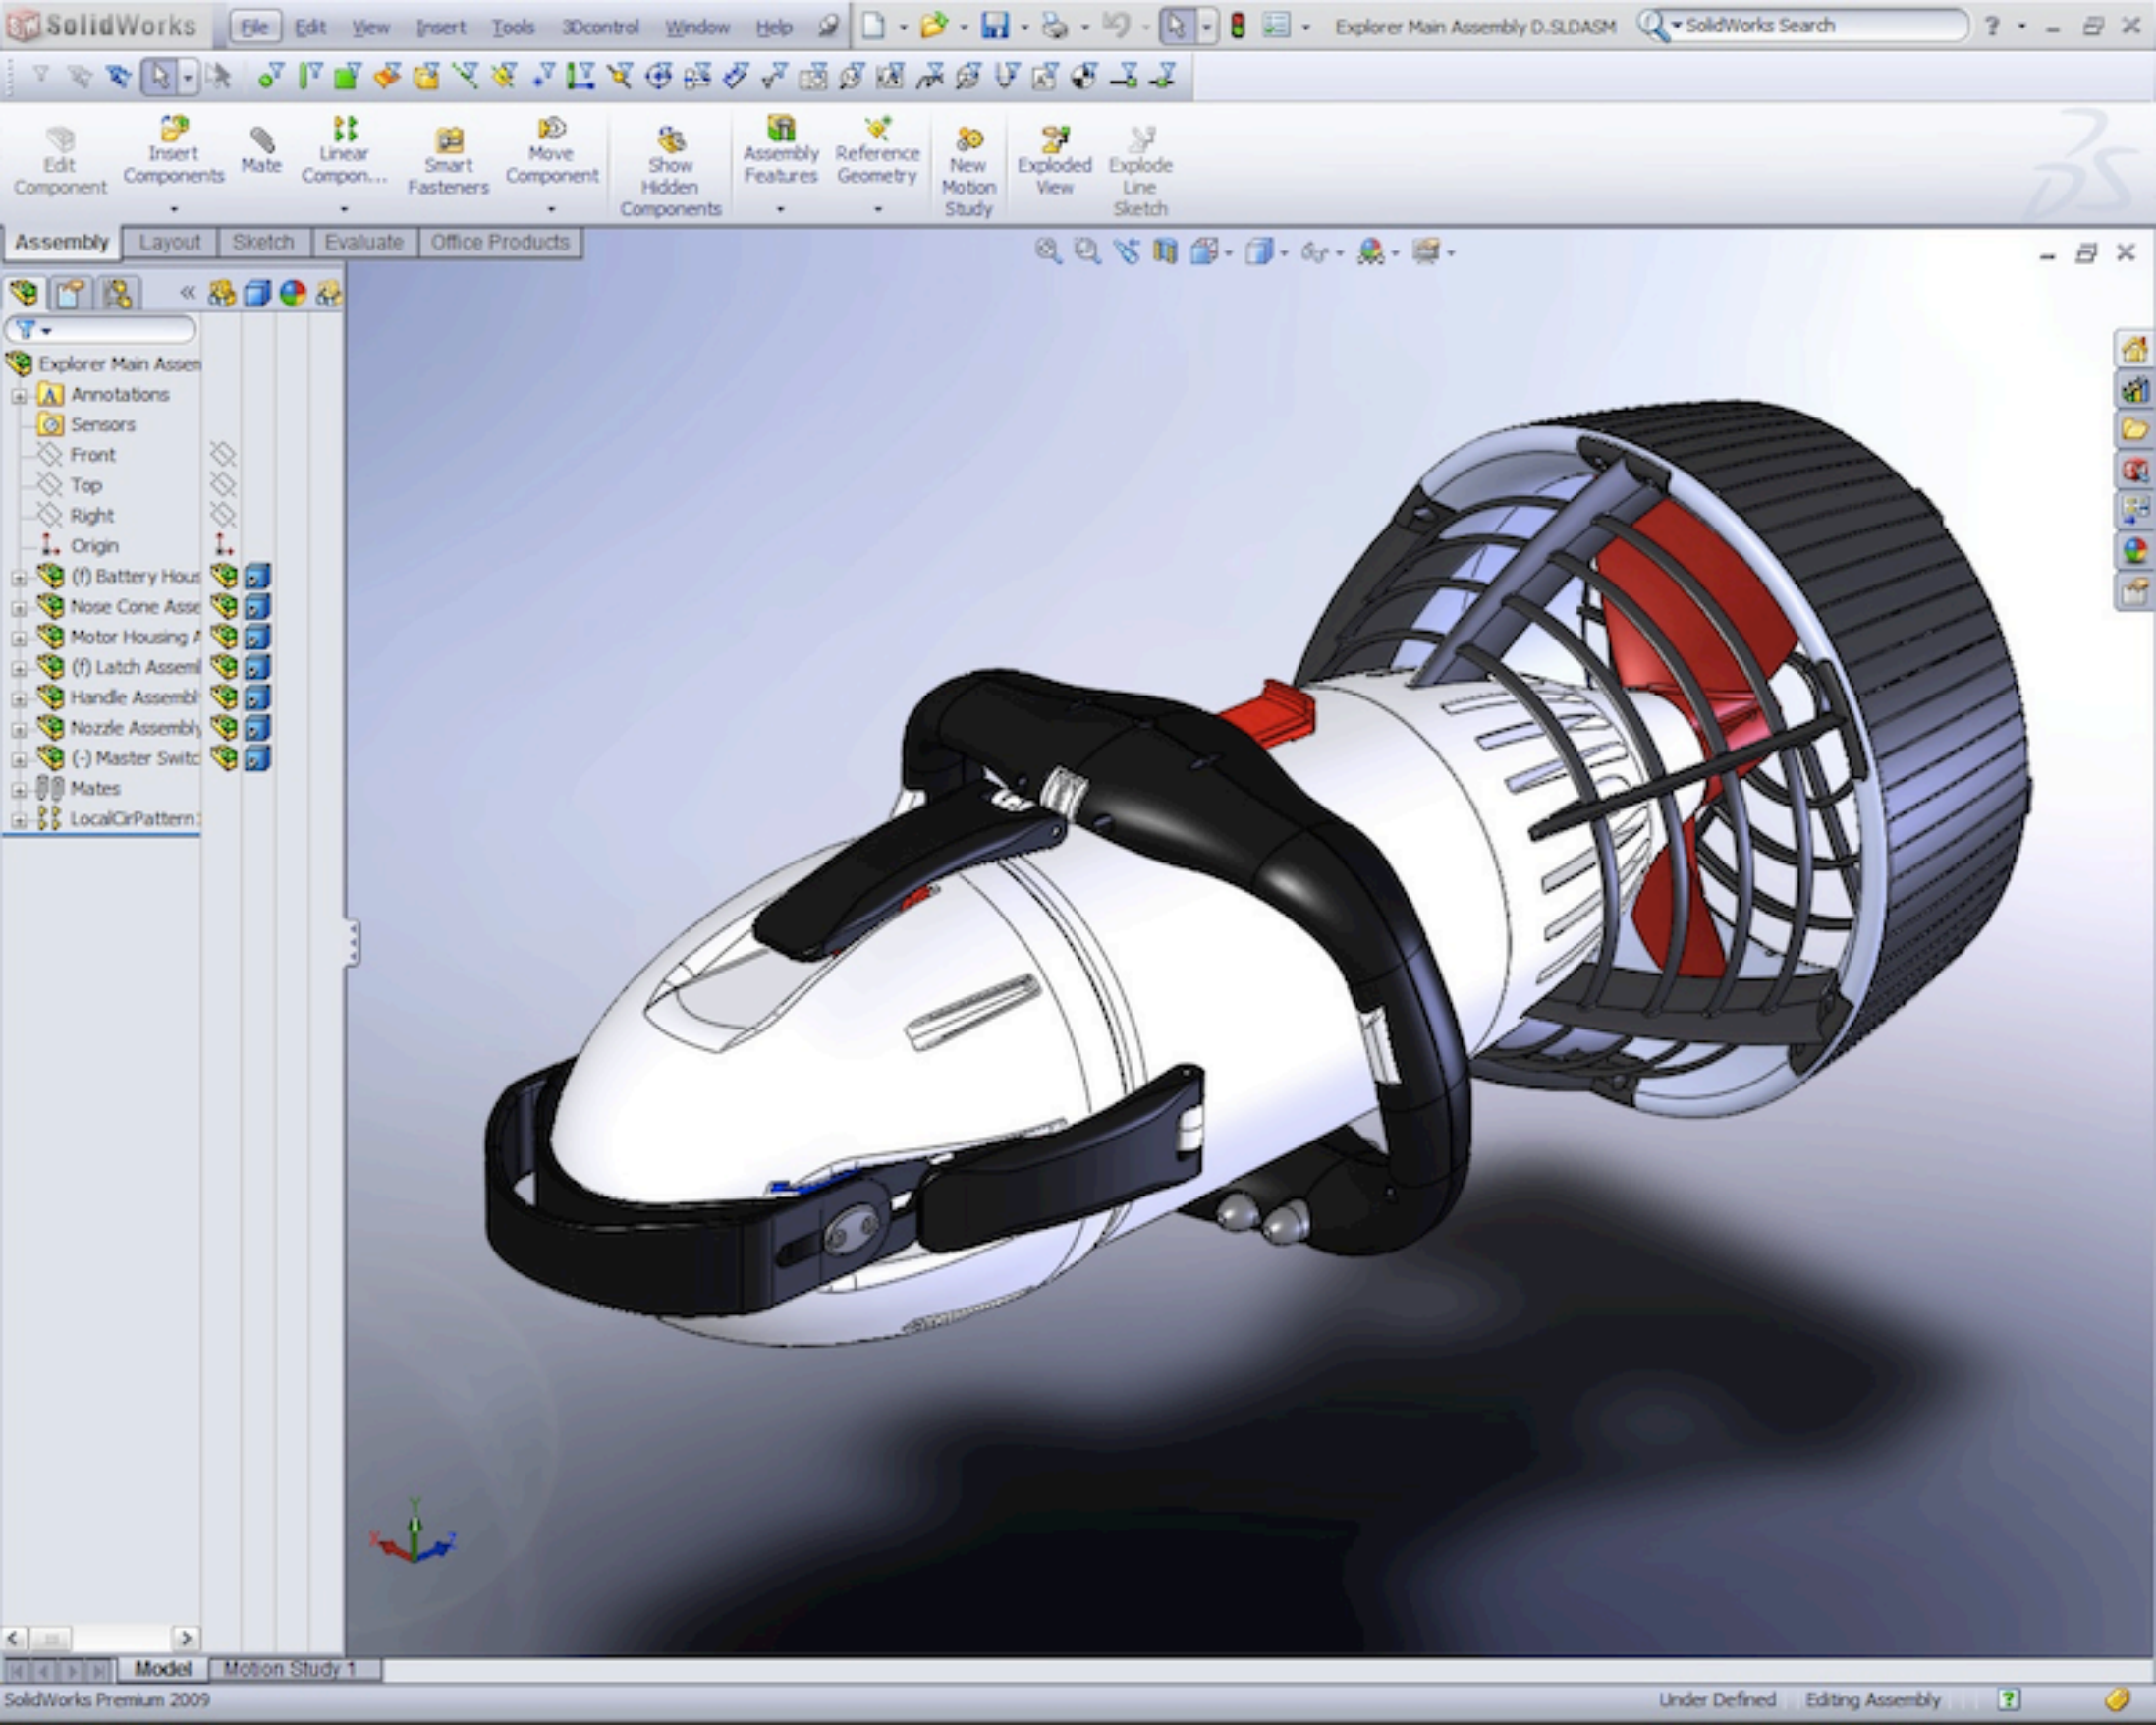 SolidWorks File Edit View Insert Tools 3Dcontrol Window Help Explorer Main Assembly D.SLDASM SolidWorks Search ?
Edit Component
Insert Components
Mate
Linear Compon...
Smart Fasteners
Move Component
Show Hidden Components
Assembly Features
Reference Geometry
New Motion Study
Exploded View
Explode Line Sketch
Assembly Layout Sketch Evaluate Office Products
Explorer Main Assem
Annotations
Sensors
Front
Top
Right
Origin
(f) Battery Hous
Nose Cone Asse
Motor Housing A
(f) Latch Assem
Handle Assembl
Nozzle Assembly
(-) Master Switc
Mates
LocalCirPattern
Y
X Z
Model Motion Study 1
SolidWorks Premium 2009 Under Defined Editing Assembly ?